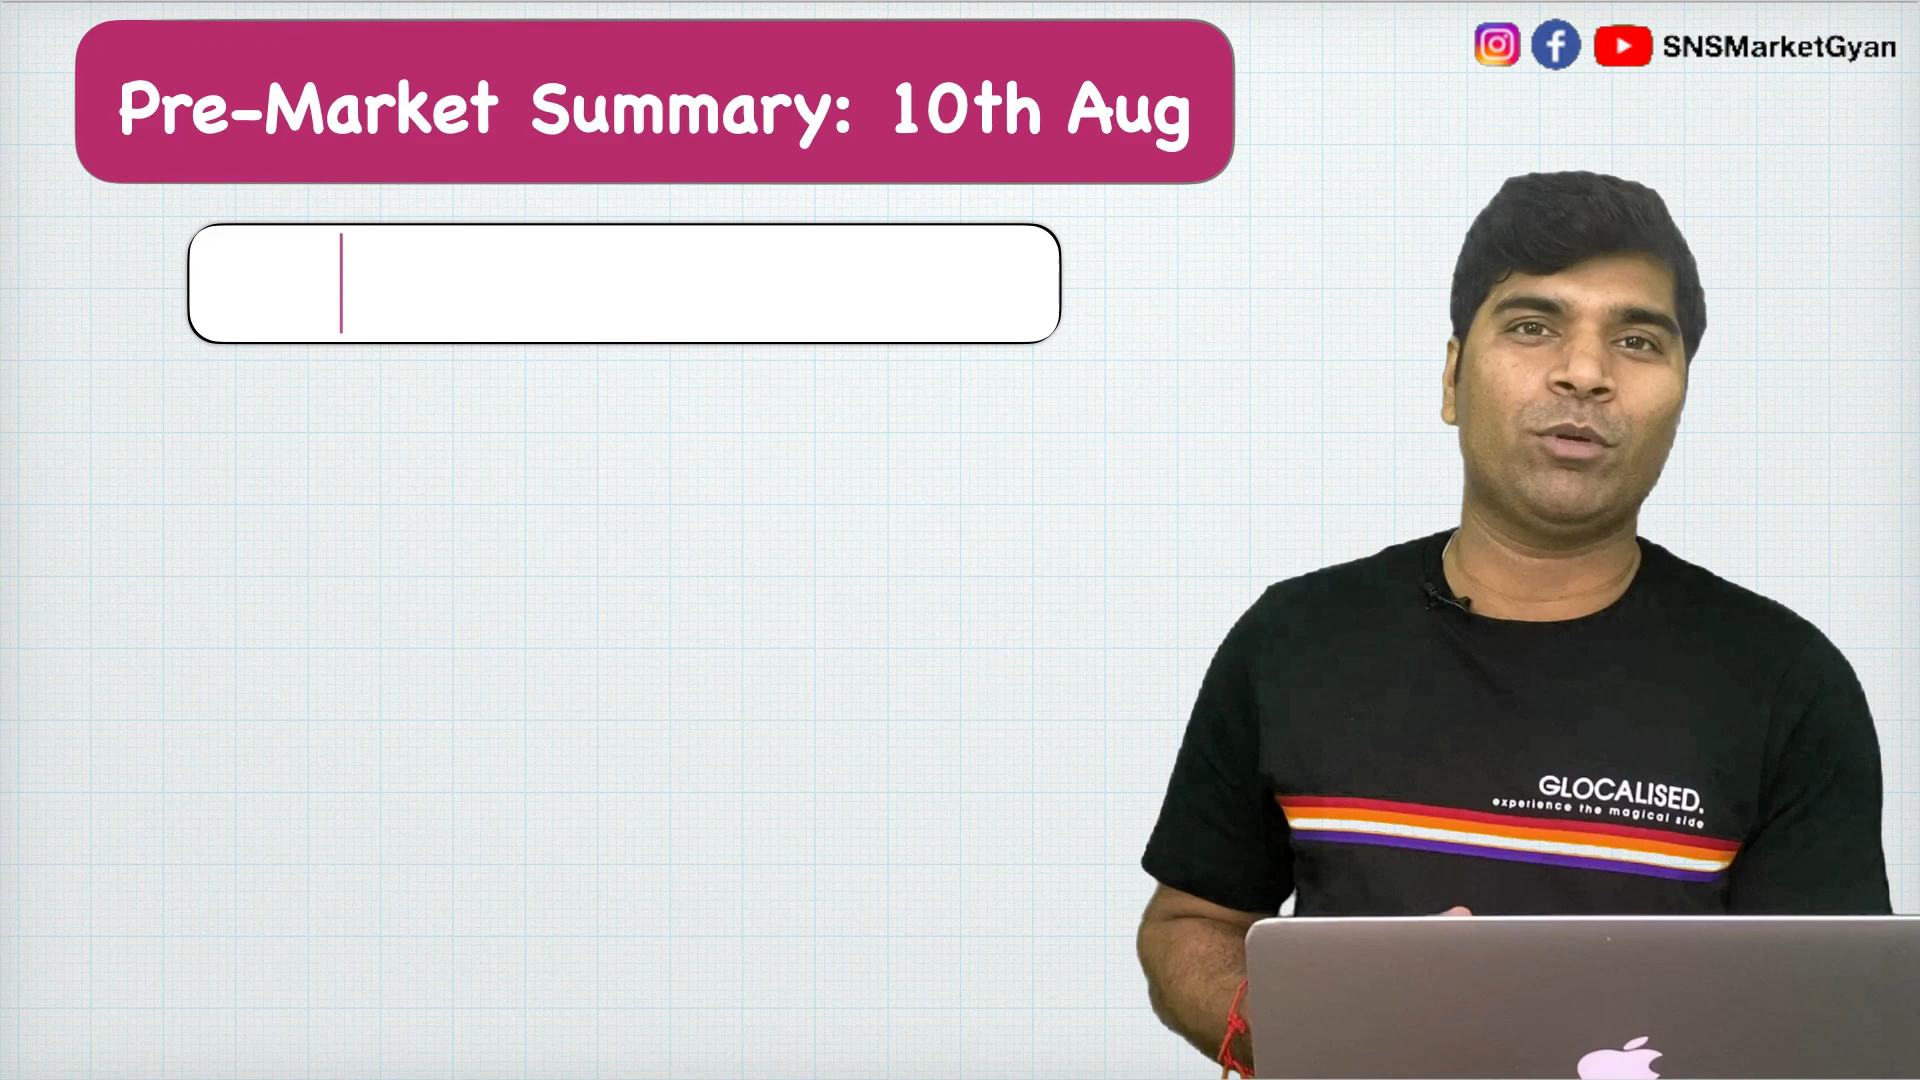 Pre-Market Summary: 10th Aug
SNSMarketGyan
GLOCALISED.
experience the magical side